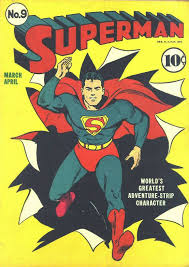 No.9
SUPERMAN
10¢
MARCH
APRIL
S
WORLD'S
GREATEST
ADVENTURE-STRIP
CHARACTER